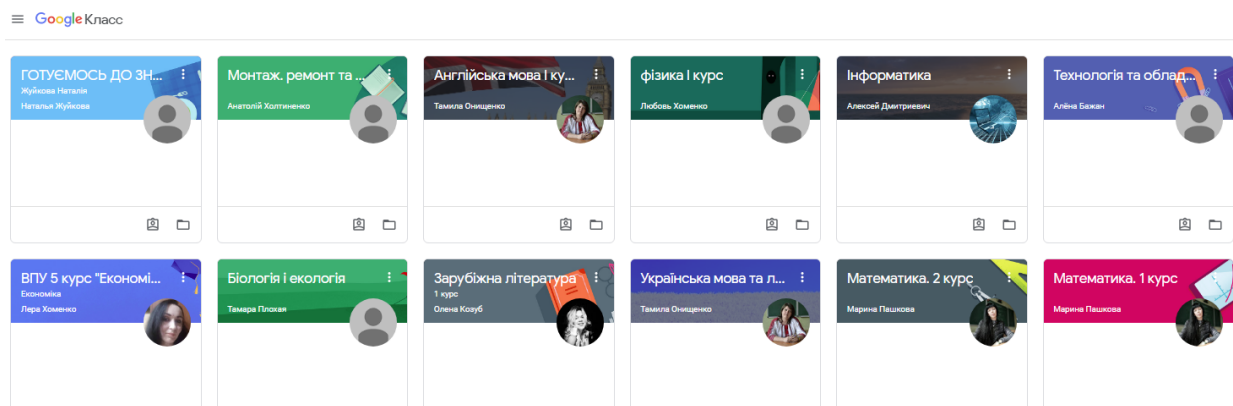 Google Класс
ГОТУЄМОСЬ ДО ЗН...
Жуйкова Наталія
Наталья Жуйкова
Монтаж. ремонт та ...
Анатолій Холтиненко
Англійська мова І ку...
Тамила Онищенко
фізика І курс
Любовь Хоменко
Інформатика
Алексей Дмитриевич
Технологія та облад...
Алёна Бажан
ВПУ 5 курс "Економі...
Економіка
Лера Хоменко
Біологія і екологія
Тамара Плохая
Зарубіжна література
1 курс
Олена Козуб
Українська мова та л...
Тамила Онищенко
Математика. 2 курс
Марина Пашкова
Математика. 1 курс
Марина Пашкова